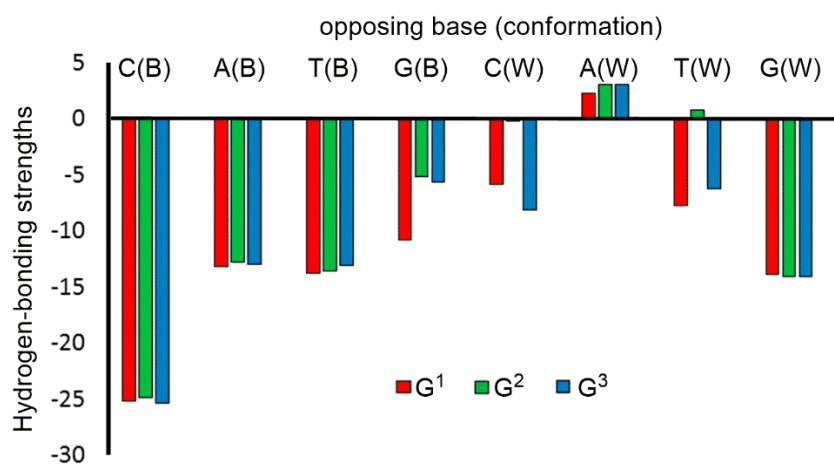 opposing base (conformation)
C(B) A(B) T(B) G(B) C(W) A(W) T(W) G(W)
Hydrogen-bonding strengths
5
0
-5
-10
-15
-20
-25
-30
G¹ G² G³